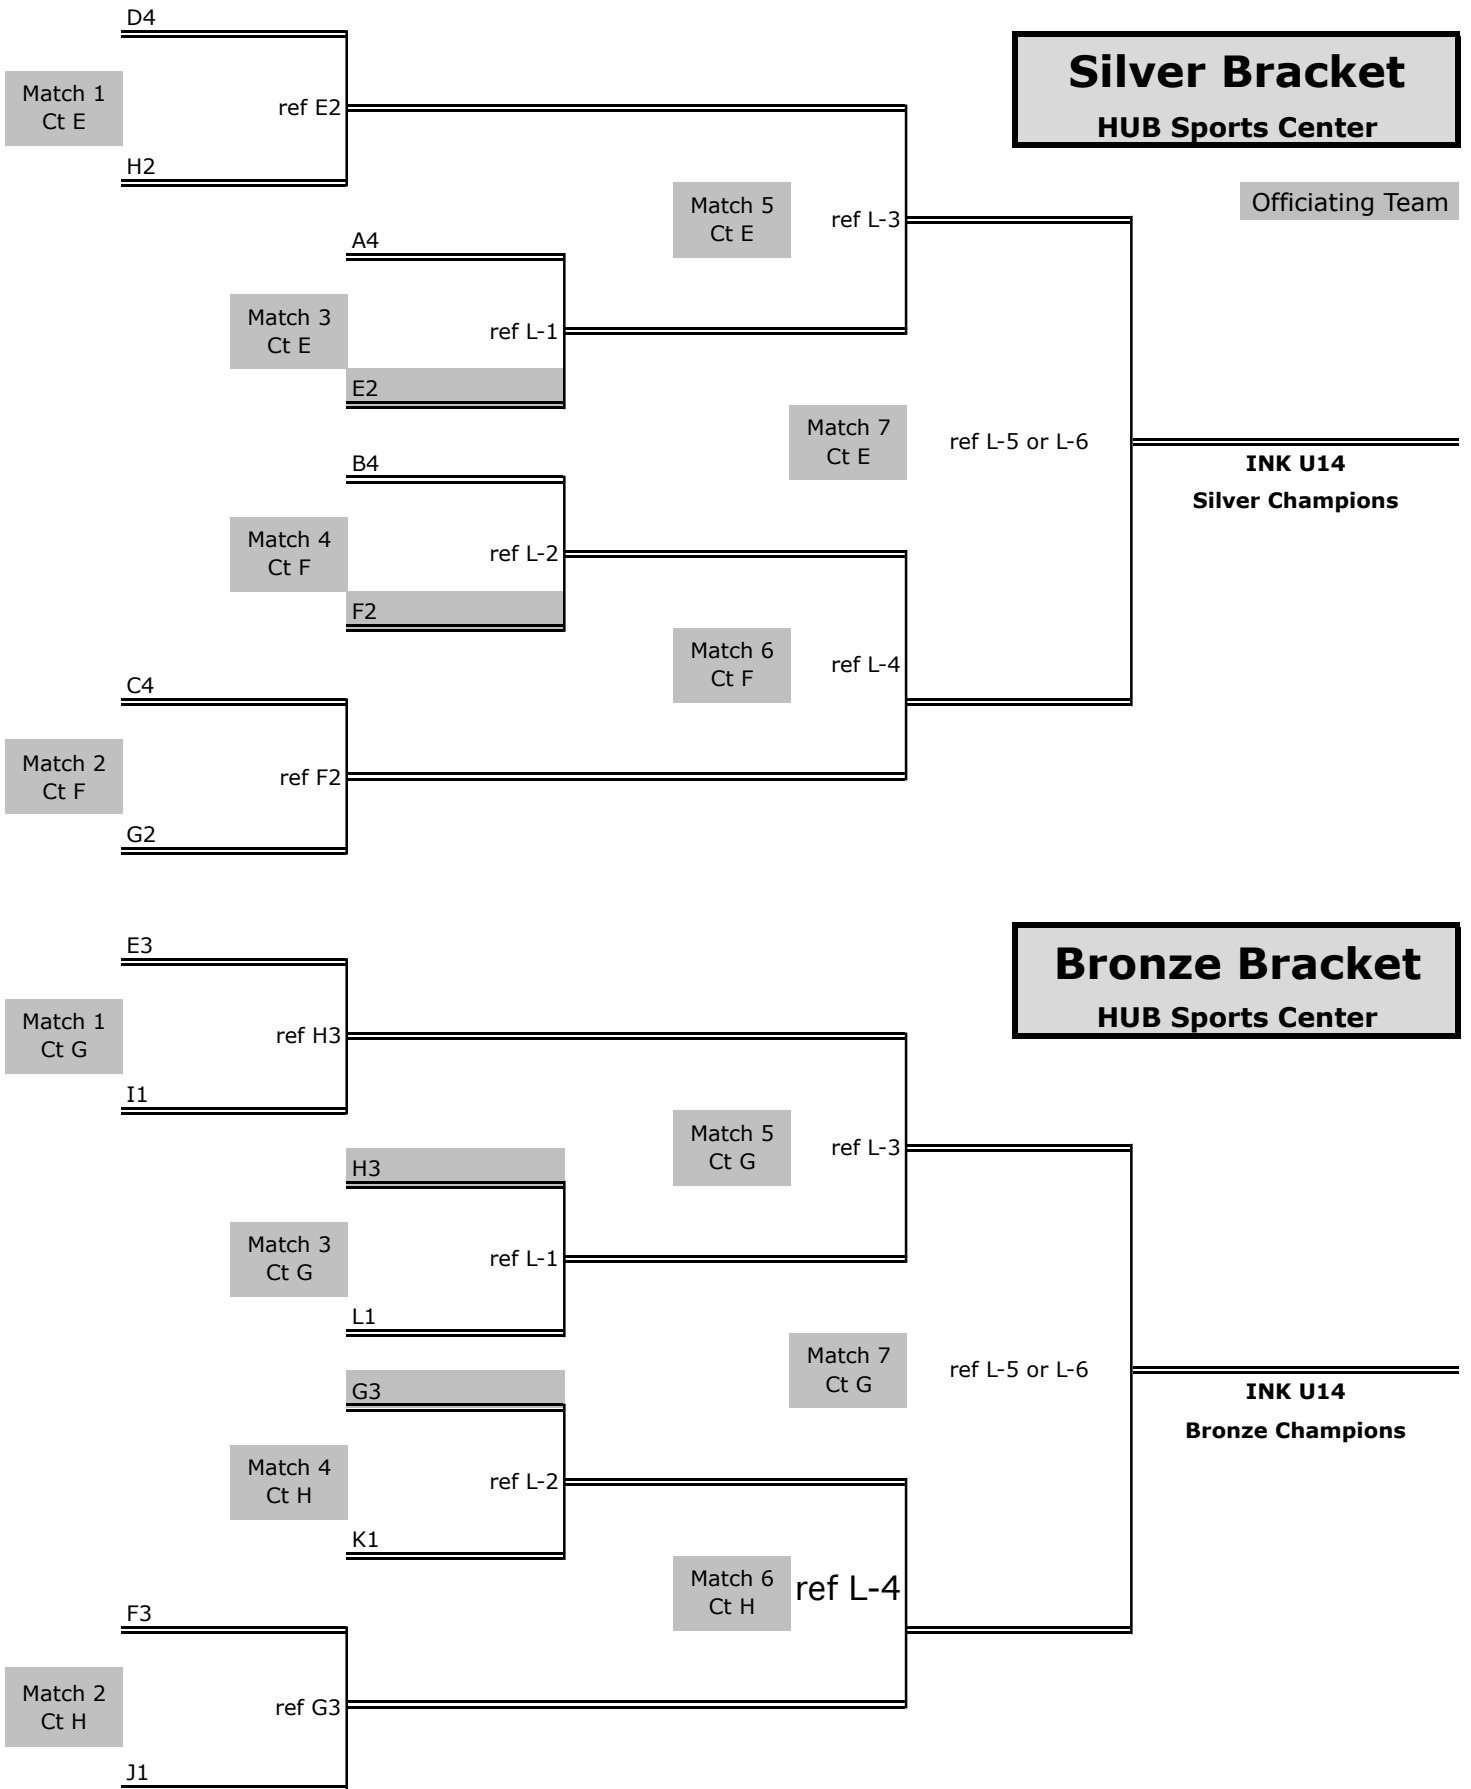 D4
Silver Bracket
HUB Sports Center
Match 1
Ct E
ref E2
H2
Officiating Team
Match 5
Ct E
ref L-3
A4
Match 3
Ct E
ref L-1
E2
Match 7
Ct E
ref L-5 or L-6
INK U14
Silver Champions
B4
Match 4
Ct F
ref L-2
F2
Match 6
Ct F
ref L-4
C4
Match 2
Ct F
ref F2
G2
E3
Bronze Bracket
HUB Sports Center
Match 1
Ct G
ref H3
I1
Match 5
Ct G
ref L-3
H3
Match 3
Ct G
ref L-1
L1
Match 7
Ct G
ref L-5 or L-6
INK U14
Bronze Champions
G3
Match 4
Ct H
ref L-2
K1
Match 6
Ct H
ref L-4
F3
Match 2
Ct H
ref G3
J1